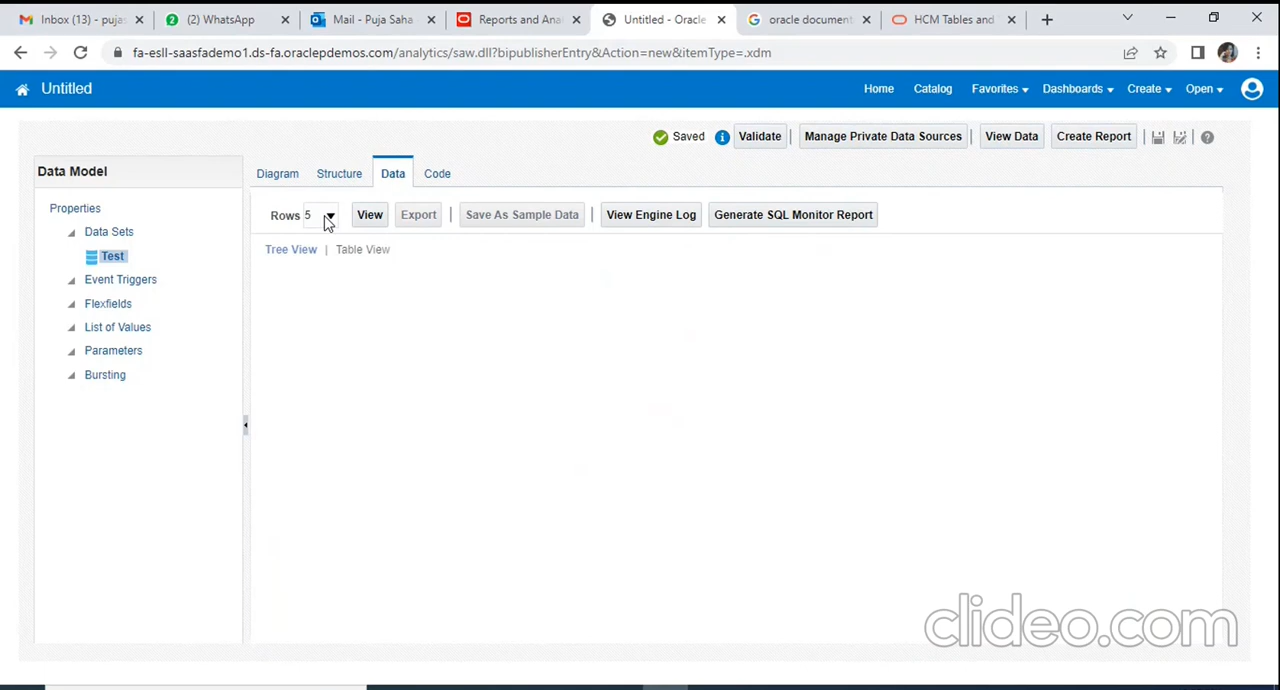 Inbox (13) - pujas
2 (2) WhatsApp
Mail - Puja Saha
Reports and Ana
Untitled - Oracle
oracle document
HCM Tables and
fa-esll-saasfademo1.ds-fa.oraclepdemos.com/analytics/saw.dll?bipublisherEntry&Action=new&itemType=.xdm
Untitled
Home Catalog Favorites Dashboards Create Open
Saved Validate Manage Private Data Sources View Data Create Report
Data Model
Diagram Structure Data Code
Properties
Data Sets
Test
Event Triggers
Flexfields
List of Values
Parameters
Bursting
Rows 5 View Export | Save As Sample Data | View Engine Log Generate SQL Monitor Report
Tree View | Table View
clideo.com